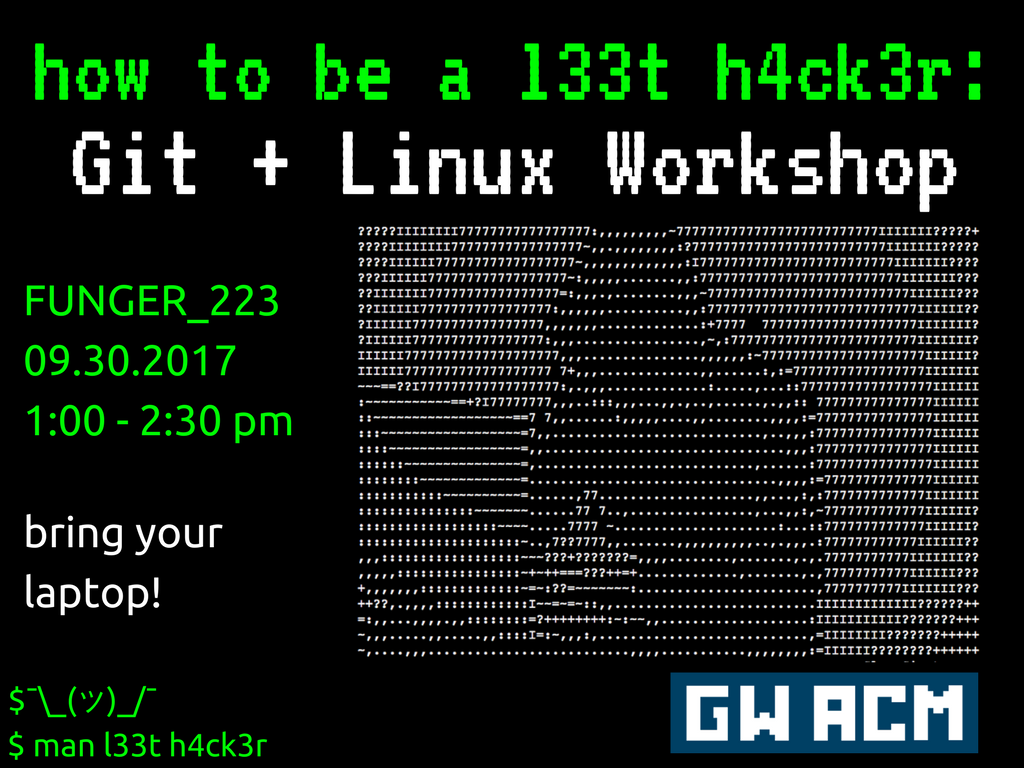 how to be a l33t h4ck3r:
Git + Linux Workshop
FUNGER_223
09.30.2017
1:00 - 2:30 pm
bring your
laptop!
$¯\_(ツ)_/¯
$ man l33t h4ck3r
GW ACM